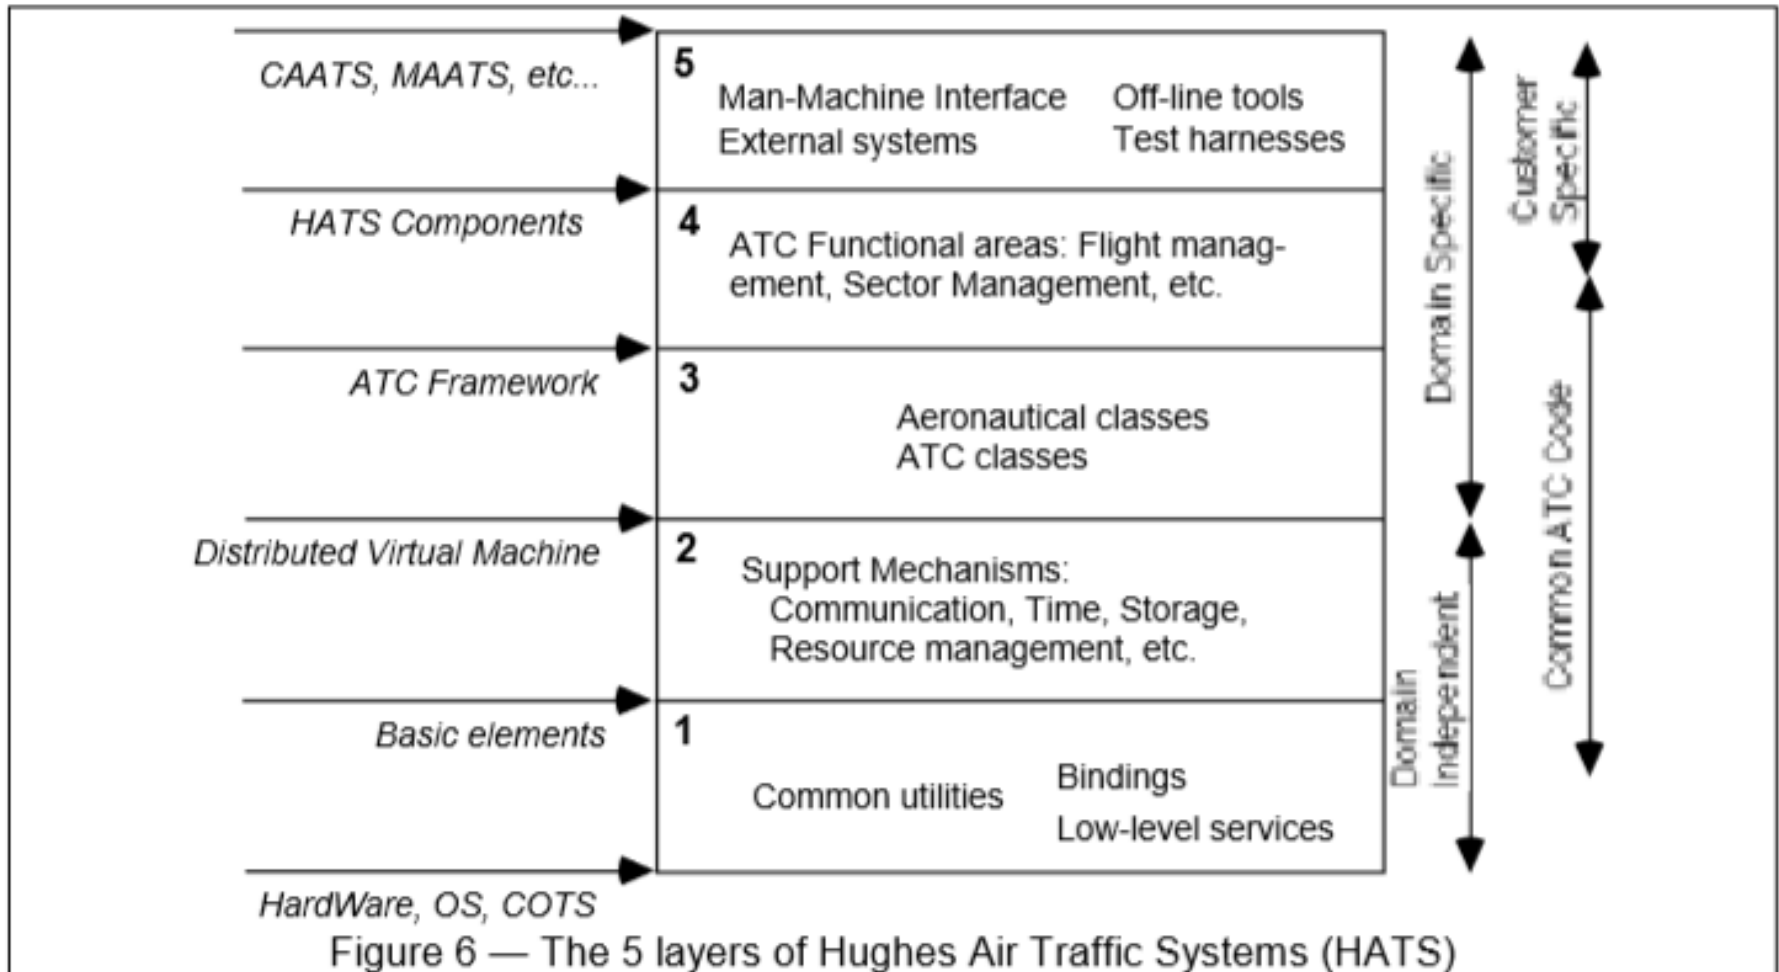 CAATS, MAATS, etc...
5
Man-Machine Interface
Off-line tools
External systems
Test harnesses
HATS Components
4
ATC Functional areas: Flight manag-
ement, Sector Management, etc.
ATC Framework
3
Aeronautical classes
ATC classes
Distributed Virtual Machine
2
Support Mechanisms:
Communication, Time, Storage,
Resource management, etc.
Basic elements
1
Common utilities
Bindings
Low-level services
HardWare, OS, COTS
Domain Specific
Domain
Independent
Customer
Specific
Common ATC Code
Figure 6 — The 5 layers of Hughes Air Traffic Systems (HATS)